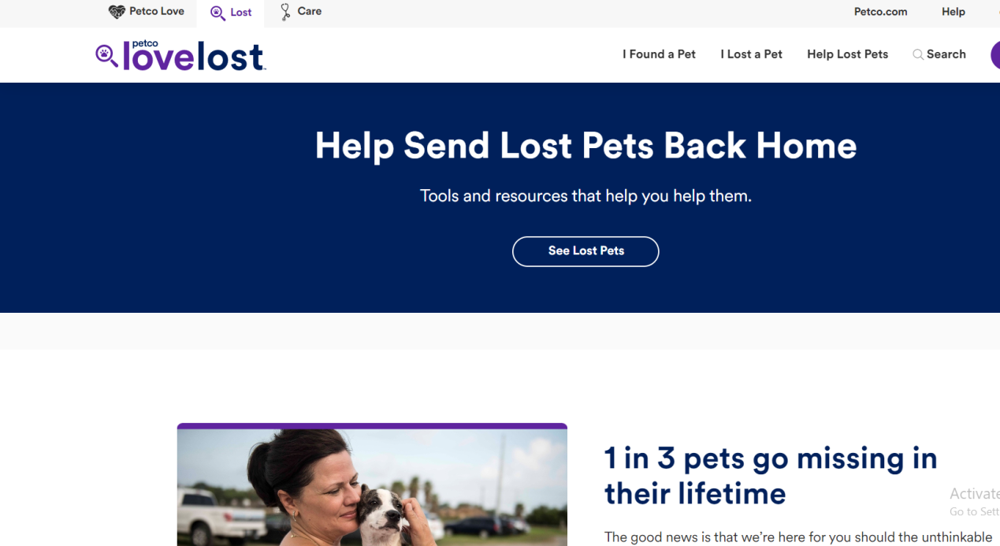 Petco Love
Lost
Care
Petco.com
Help
petco
lovelost
I Found a Pet
I Lost a Pet
Help Lost Pets
Search
Help Send Lost Pets Back Home
Tools and resources that help you help them.
See Lost Pets
1 in 3 pets go missing in
their lifetime
Activate
Go to Sett
The good news is that we’re here for you should the unthinkable